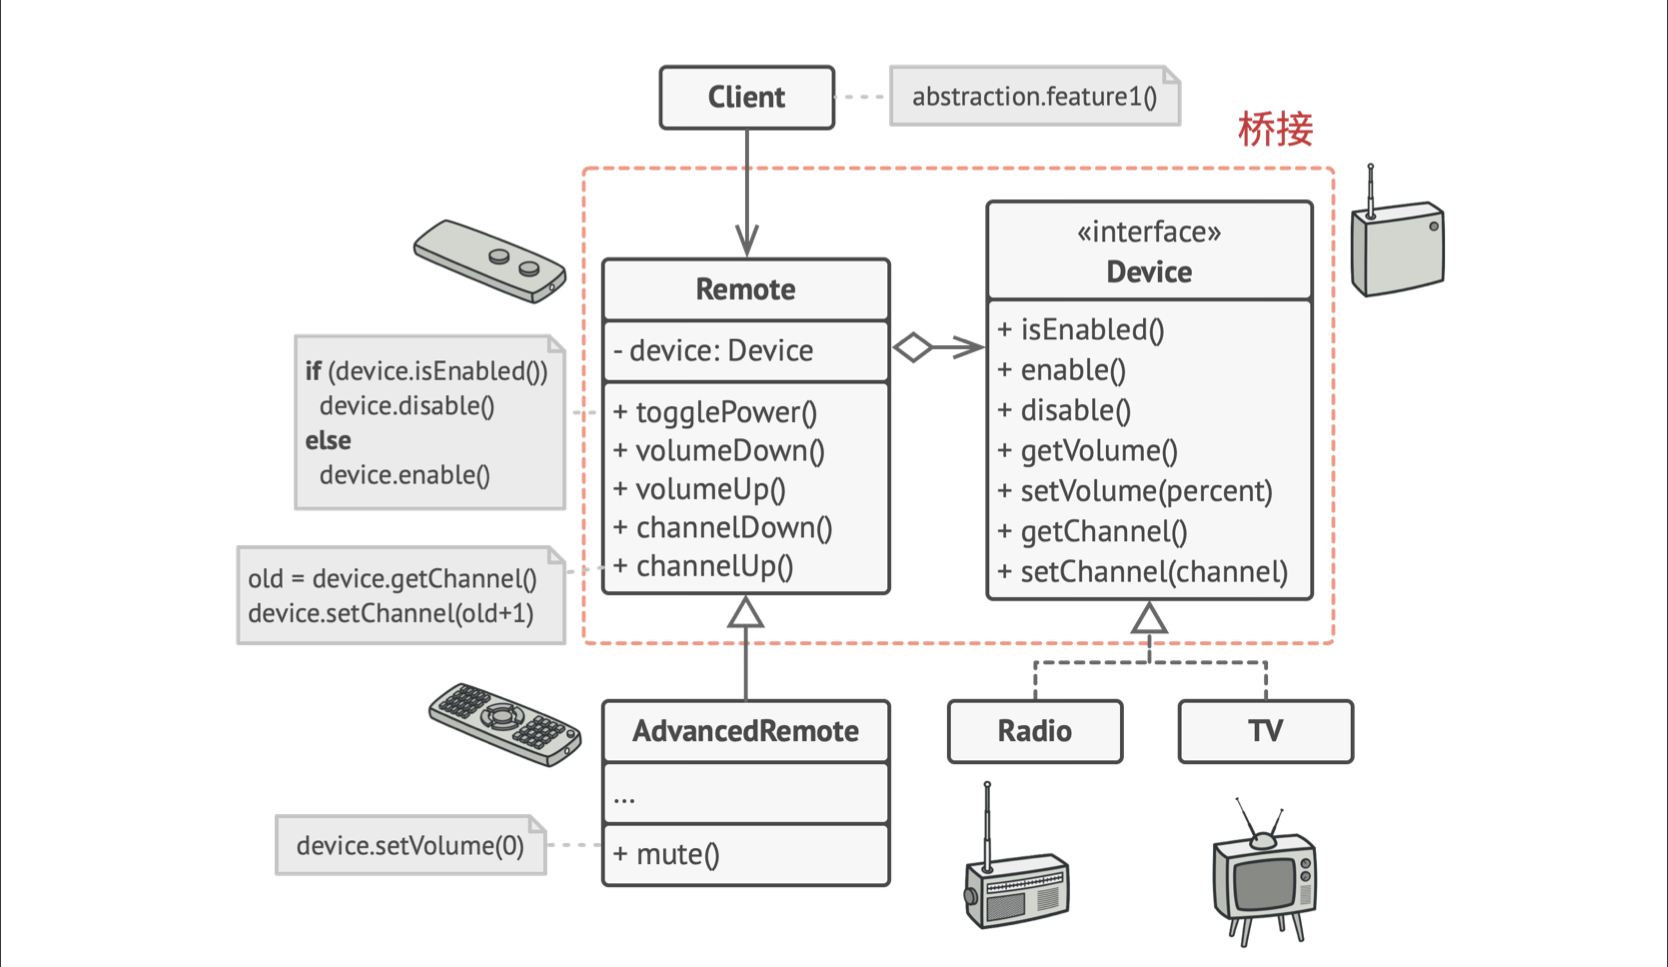 Client
abstraction.feature1()
桥接
«interface»
Device
+ isEnabled()
+ enable()
+ disable()
+ getVolume()
+ setVolume(percent)
+ getChannel()
+ setChannel(channel)
Remote
- device: Device
+ togglePower()
+ volumeDown()
+ volumeUp()
+ channelDown()
+ channelUp()
if (device.isEnabled())
device.disable()
else
device.enable()
old = device.getChannel()
device.setChannel(old+1)
AdvancedRemote
...
+ mute()
device.setVolume(0)
Radio
TV